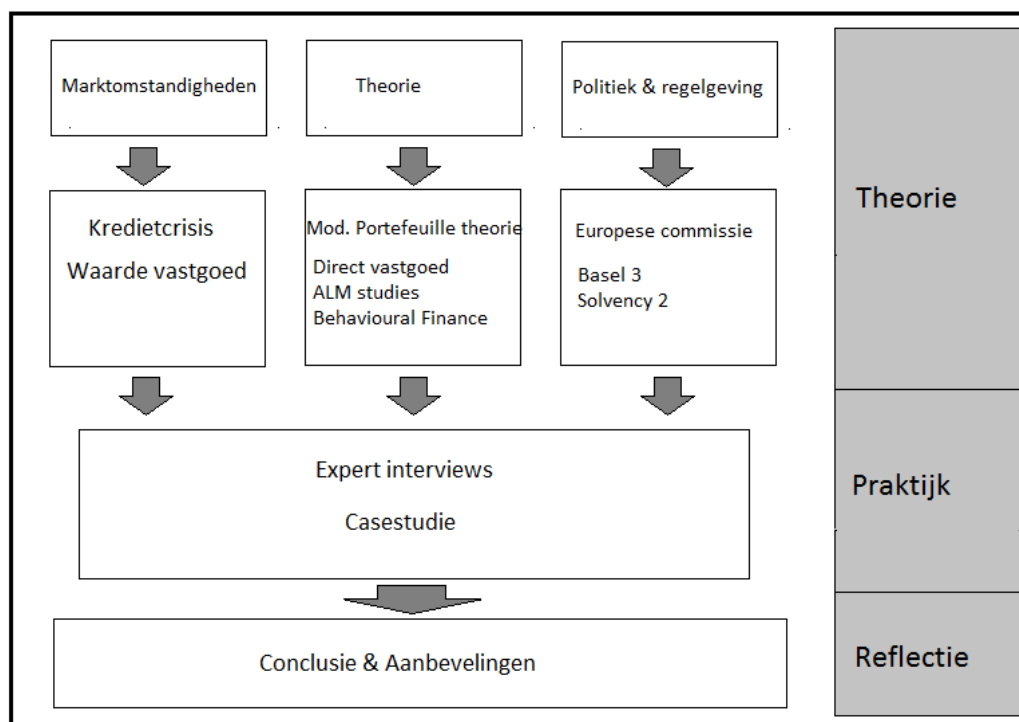 Marktomstandigheden
Theorie
Politiek & regelgeving
Kredietcrisis
Waarde vastgoed
Mod. Portefeuille theorie
Direct vastgoed
ALM studies
Behavioural Finance
Europese commissie
Basel 3
Solvency 2
Theorie
Expert interviews
Casestudie
Praktijk
Conclusie & Aanbevelingen
Reflectie